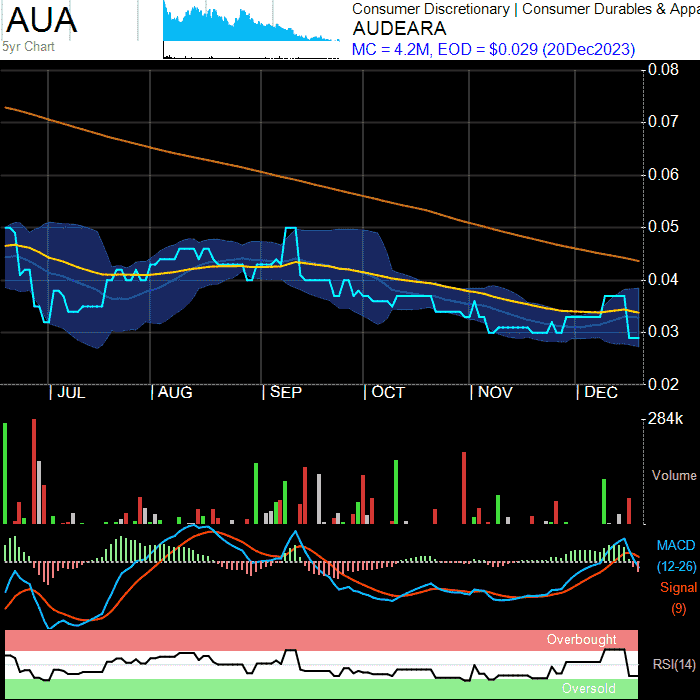 AUA
5yr Chart
Consumer Discretionary | Consumer Durables & Appa
AUDEARA
MC = 4.2M, EOD = $0.029 (20Dec2023)
0.08
0.07
0.06
0.05
0.04
0.03
0.02
JUL AUG SEP OCT NOV DEC
284k
Volume
MACD
(12-26)
Signal
(9)
Overbought
RSI(14)
Oversold